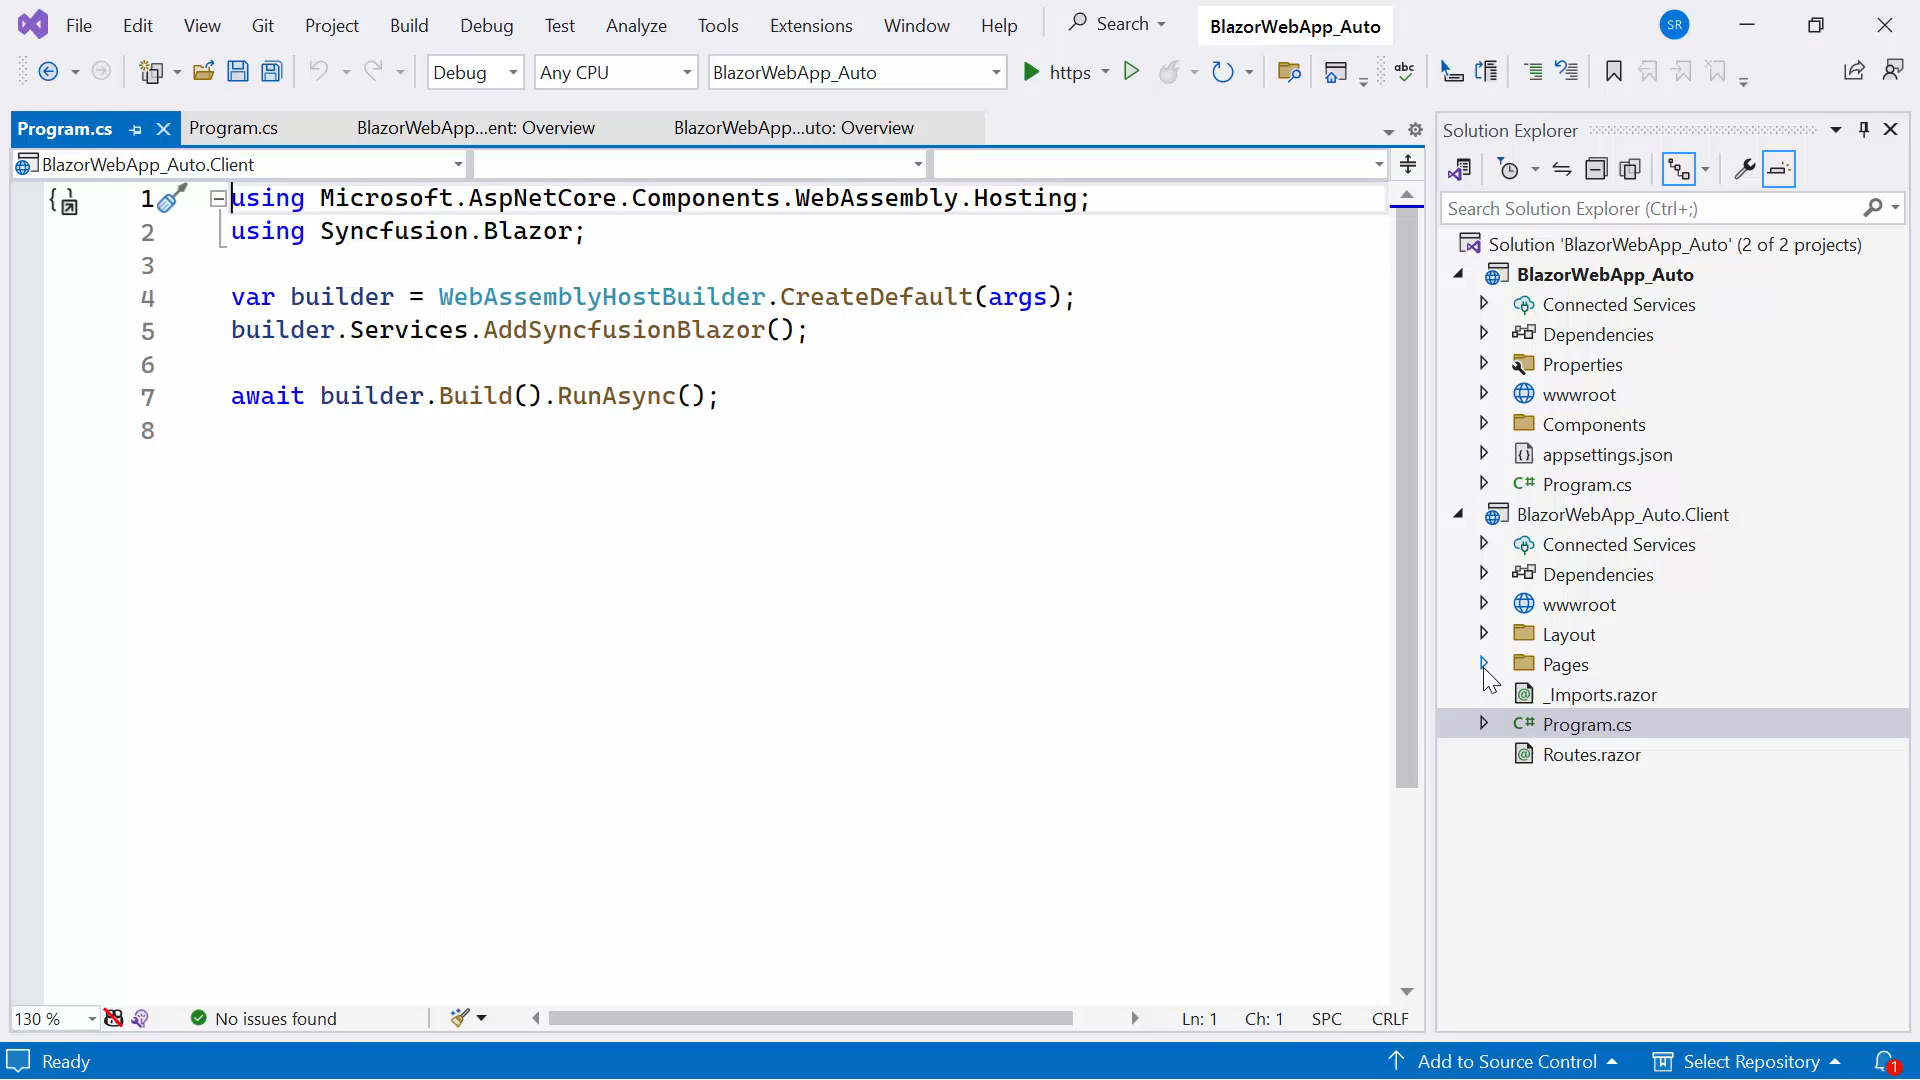 File Edit View Git Project Build Debug Test Analyze Tools Extensions Window Help Search BlazorWebApp_Auto SR
Debug Any CPU BlazorWebApp_Auto https abc
Program.cs Program.cs BlazorWebApp...ent: Overview BlazorWebApp...uto: Overview
BlazorWebApp_Auto.Client
1 using Microsoft.AspNetCore.Components.WebAssembly.Hosting;
2 using Syncfusion.Blazor;
3
4 var builder = WebAssemblyHostBuilder.CreateDefault(args);
5 builder.Services.AddSyncfusionBlazor();
6
7 await builder.Build().RunAsync();
8
130 % No issues found Ln: 1 Ch: 1 SPC CRLF
Solution Explorer
Search Solution Explorer (Ctrl+;)
Solution 'BlazorWebApp_Auto' (2 of 2 projects)
BlazorWebApp_Auto
Connected Services
Dependencies
Properties
wwwroot
Components
appsettings.json
C# Program.cs
BlazorWebApp_Auto.Client
Connected Services
Dependencies
wwwroot
Layout
Pages
_Imports.razor
C# Program.cs
Routes.razor
Ready Add to Source Control Select Repository 1